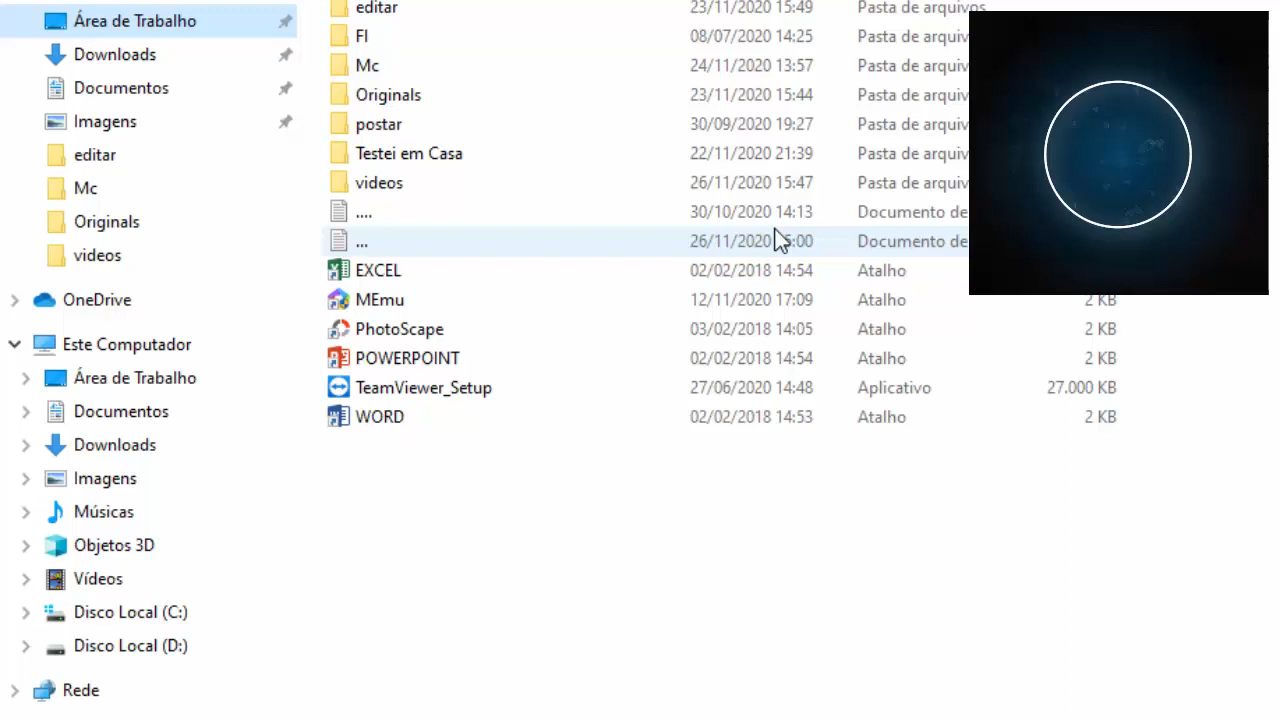 Área de Trabalho
Downloads
Documentos
Imagens
editar
Mc
Originals
videos
OneDrive
Este Computador
Área de Trabalho
Documentos
Downloads
Imagens
Músicas
Objetos 3D
Vídeos
Disco Local (C:)
Disco Local (D:)
Rede
editar 23/11/2020 15:49 Pasta de arquivos
FI 08/07/2020 14:25 Pasta de arquiv
Mc 24/11/2020 13:57 Pasta de arquiv
Originals 23/11/2020 15:44 Pasta de arquiv
postar 30/09/2020 19:27 Pasta de arquiv
Testei em Casa 22/11/2020 21:39 Pasta de arquiv
videos 26/11/2020 15:47 Pasta de arquiv
.... 30/10/2020 14:13 Documento de
... 26/11/2020 Documento de
EXCEL 02/02/2018 14:54 Atalho
MEmu 12/11/2020 17:09 Atalho 2 KB
PhotoScape 03/02/2018 14:05 Atalho 2 KB
POWERPOINT 02/02/2018 14:54 Atalho 2 KB
TeamViewer_Setup 27/06/2020 14:48 Aplicativo 27.000 KB
WORD 02/02/2018 14:53 Atalho 2 KB